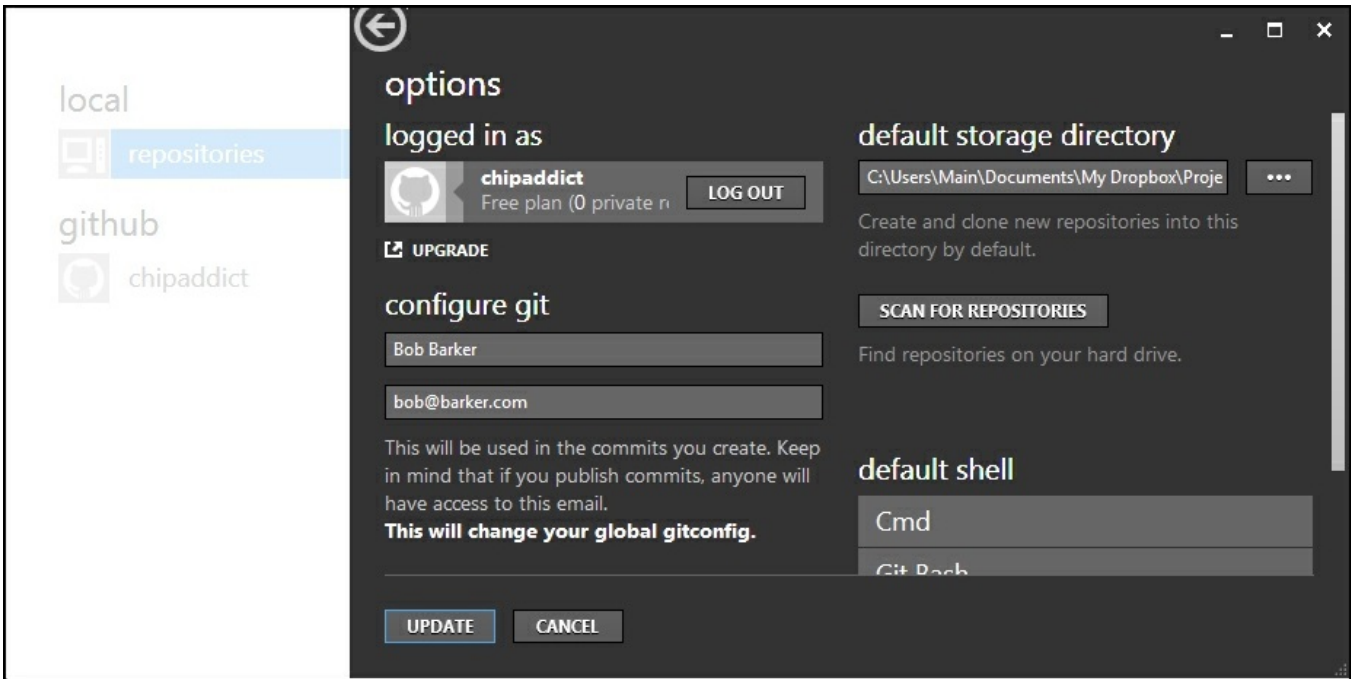 local
repositories
github
chipaddict
options
logged in as
chipaddict
Free plan (0 private
LOG OUT
UPGRADE
configure git
Bob Barker
bob@barker.com
This will be used in the commits you create. Keep
in mind that if you publish commits, anyone will
have access to this email.
This will change your global gitconfig.
default storage directory
C:\Users\Main\Documents\My Dropbox\Proje
Create and clone new repositories into this
directory by default.
SCAN FOR REPOSITORIES
Find repositories on your hard drive.
default shell
Cmd
Git Bash
UPDATE
CANCEL